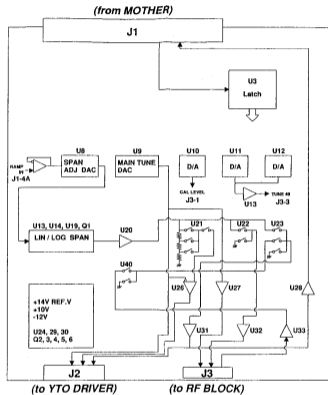 (from MOTHER)
J1
U3
Latch
U8
SPAN
ADJ DAC
RAMP
IN
J1-4A
U9
MAIN TUNE
DAC
U10
D/A
U11
D/A
U12
D/A
CAL LEVEL
J3-1
U13
TUNE 48
J3-3
U13, U14, U19, Q1
LIN / LOG SPAN
U20
U21
U22
U23
U40
U26
U27
U28
+14V REF.V
+10V
-12V
U24, 29, 30
Q2, 3, 4, 5, 6
U31
U32
U33
J2
J3
(to YTO DRIVER)
(to RF BLOCK)